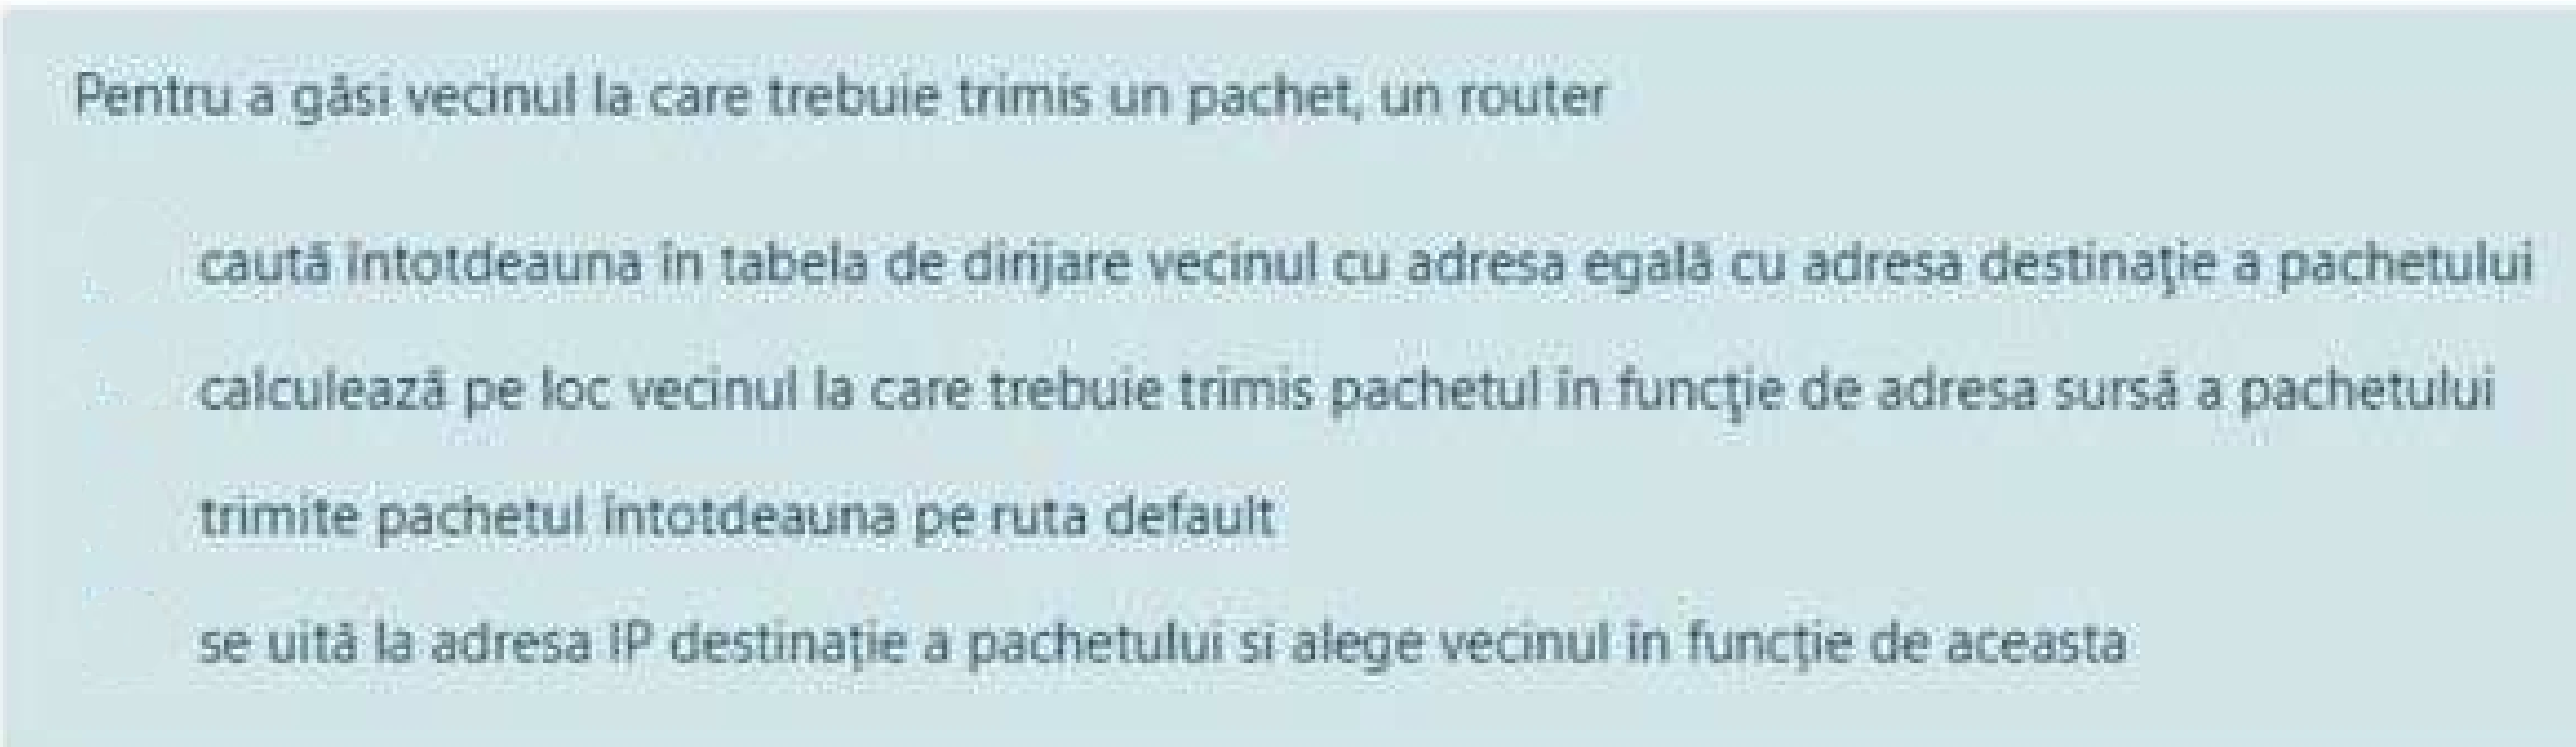 Pentru a găsi vecinul la care trebuie trimis un pachet, un router
caută întotdeauna în tabela de dirijare vecinul cu adresa egală cu adresa destinaţie a pachetului
calculează pe loc vecinul la care trebuie trimis pachetul în funcţie de adresa sursă a pachetului
trimite pachetul întotdeauna pe ruta default
se uită la adresa IP destinaţie a pachetului si alege vecinul în funcţie de aceasta